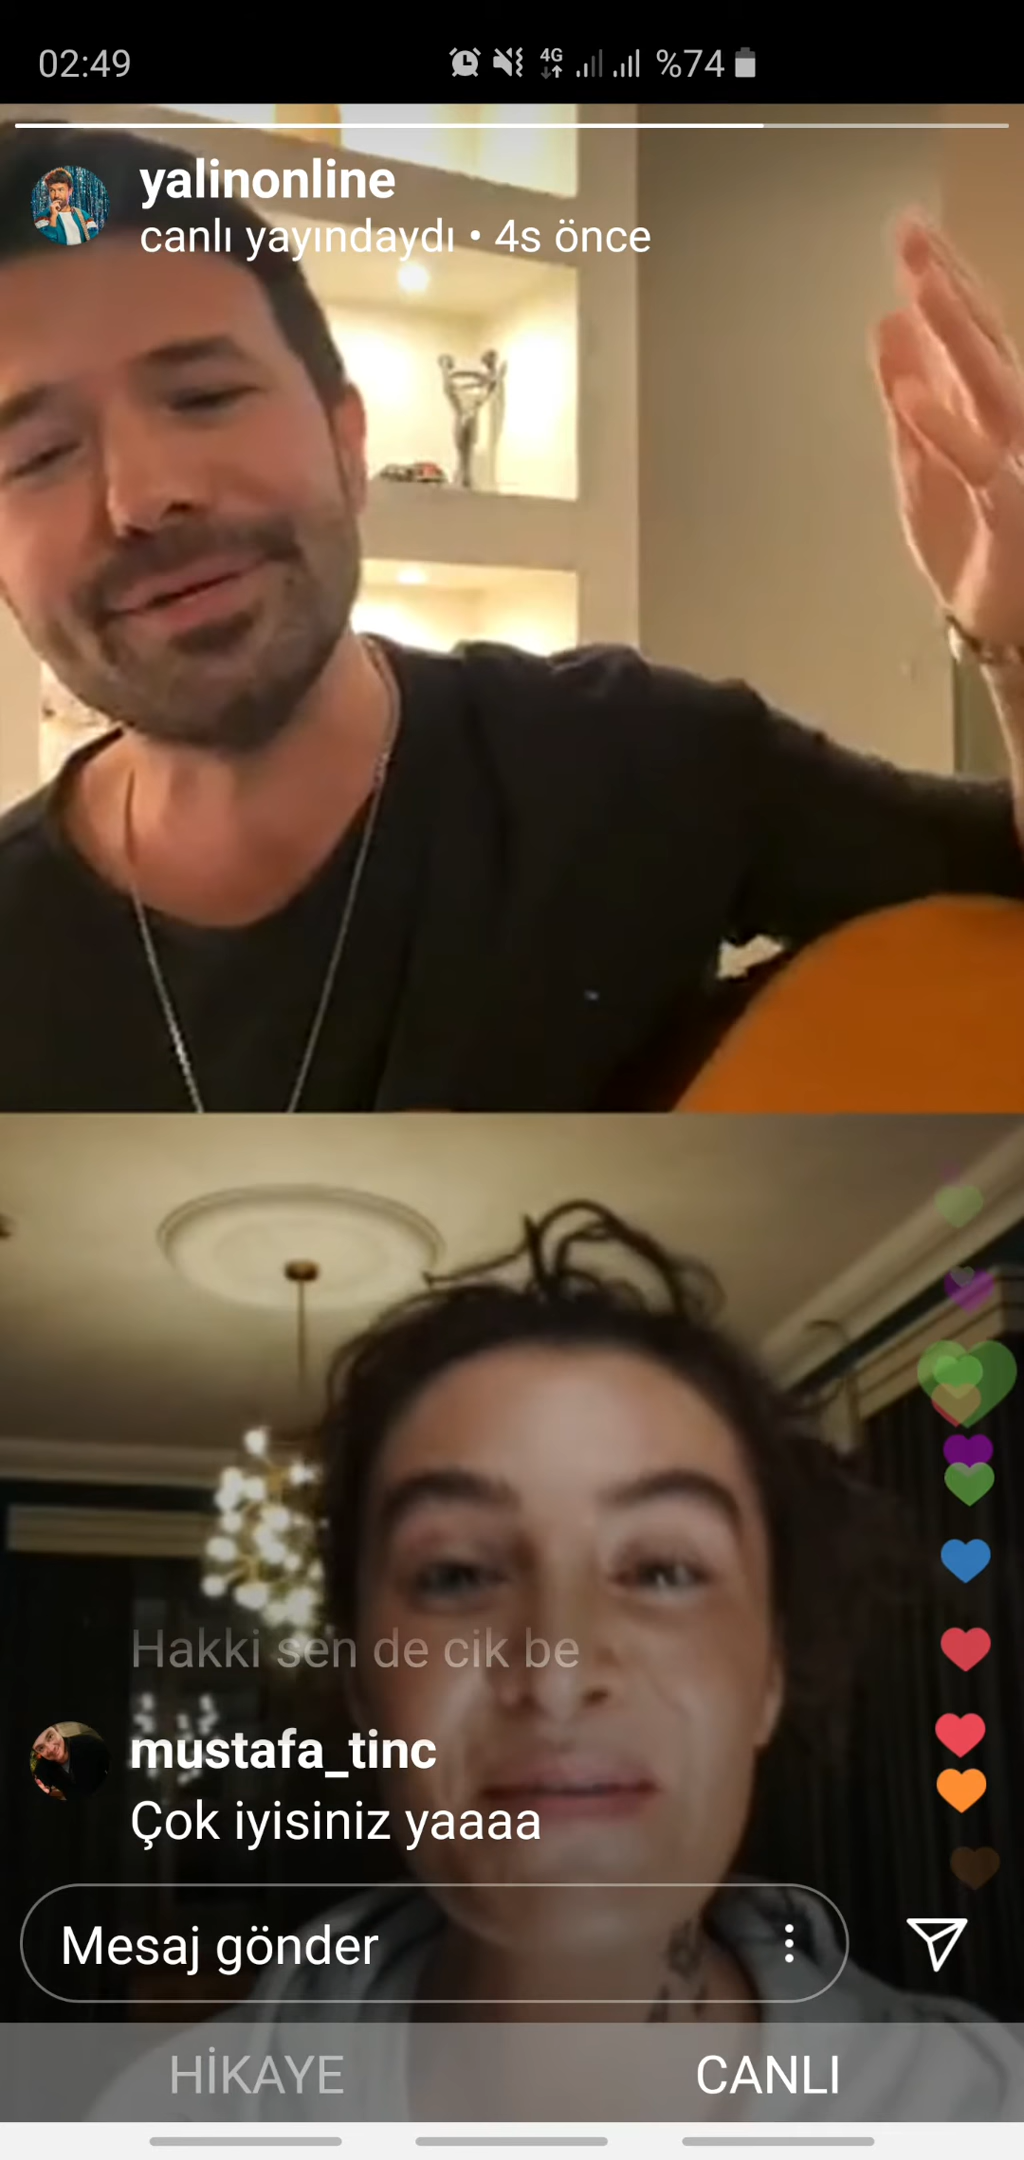 02:49
4G
%74
yalinonline
canlı yayındaydı • 4s önce
Hakki sen de cik be
mustafa_tinc
Çok iyisiniz yaaaa
Mesaj gönder
HİKAYE
CANLI